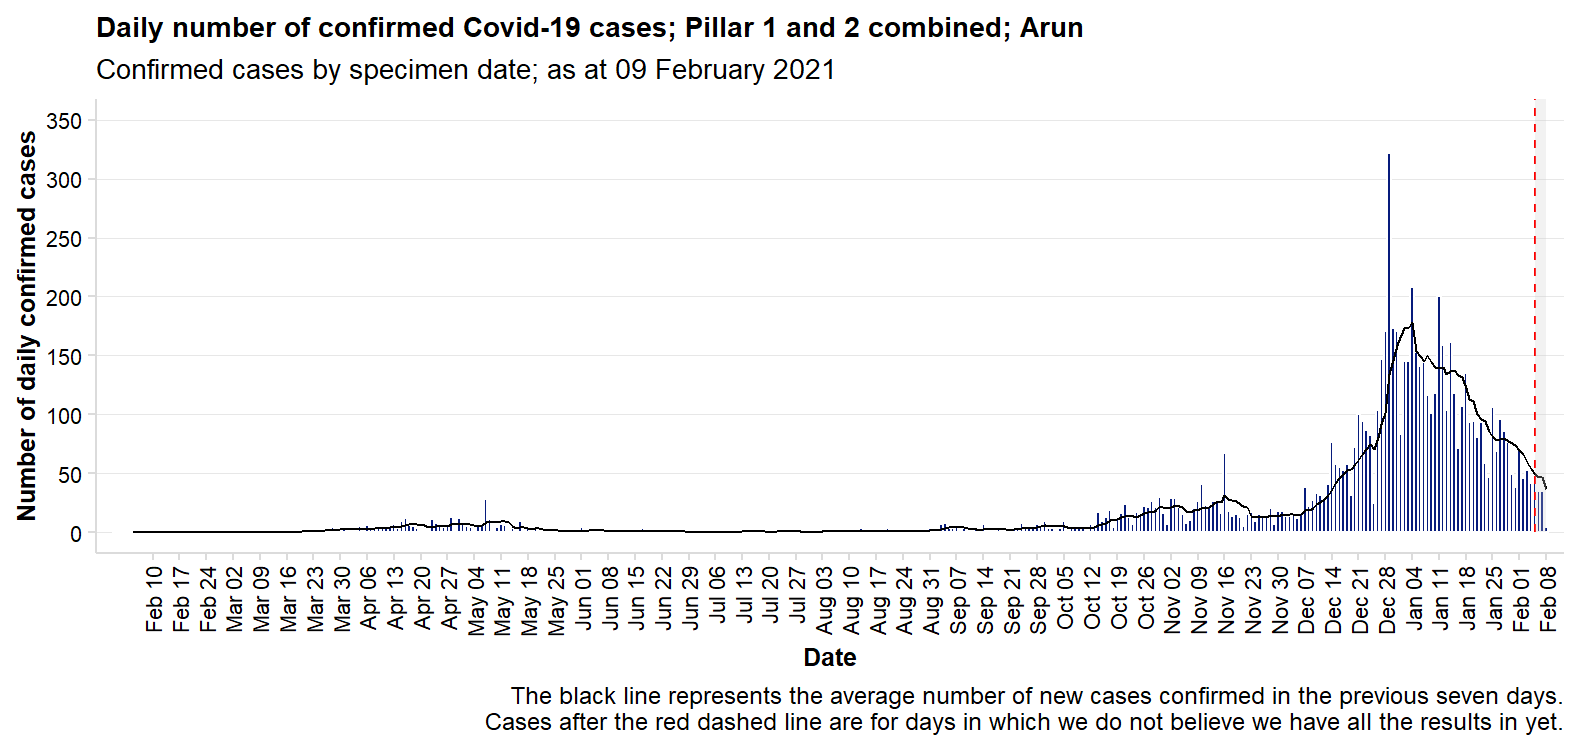 Daily number of confirmed Covid-19 cases; Pillar 1 and 2 combined; Arun
Confirmed cases by specimen date; as at 09 February 2021
Number of daily confirmed cases
350
300
250
200
150
100
50
0
Feb 10
Feb 17
Feb 24
Mar 02
Mar 09
Mar 16
Mar 23
Mar 30
Apr 06
Apr 13
Apr 20
Apr 27
May 04
May 11
May 18
May 25
Jun 01
Jun 08
Jun 15
Jun 22
Jun 29
Jul 06
Jul 13
Jul 20
Jul 27
Aug 03
Aug 10
Aug 17
Aug 24
Aug 31
Sep 07
Sep 14
Sep 21
Sep 28
Oct 05
Oct 12
Oct 19
Oct 26
Nov 02
Nov 09
Nov 16
Nov 23
Nov 30
Dec 07
Dec 14
Dec 21
Dec 28
Jan 04
Jan 11
Jan 18
Jan 25
Feb 01
Feb 08
Date
The black line represents the average number of new cases confirmed in the previous seven days.
Cases after the red dashed line are for days in which we do not believe we have all the results in yet.